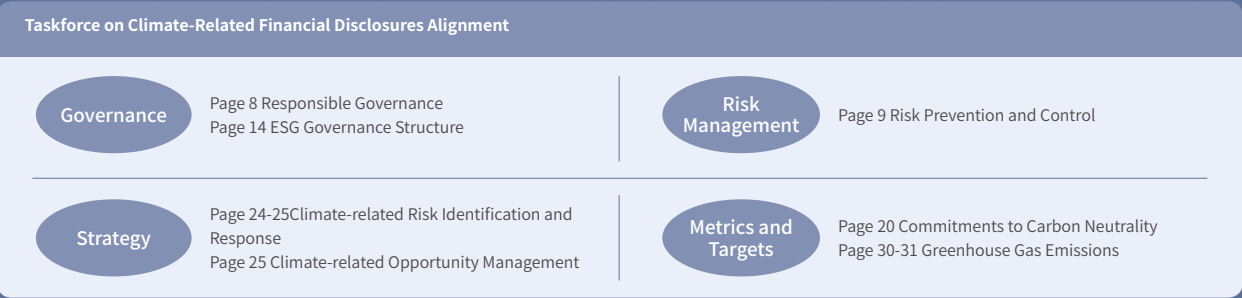 Taskforce on Climate-Related Financial Disclosures Alignment
Governance
Page 8 Responsible Governance
Page 14 ESG Governance Structure
Risk
Management
Page 9 Risk Prevention and Control
Strategy
Page 24-25Climate-related Risk Identification and
Response
Page 25 Climate-related Opportunity Management
Metrics and
Targets
Page 20 Commitments to Carbon Neutrality
Page 30-31 Greenhouse Gas Emissions